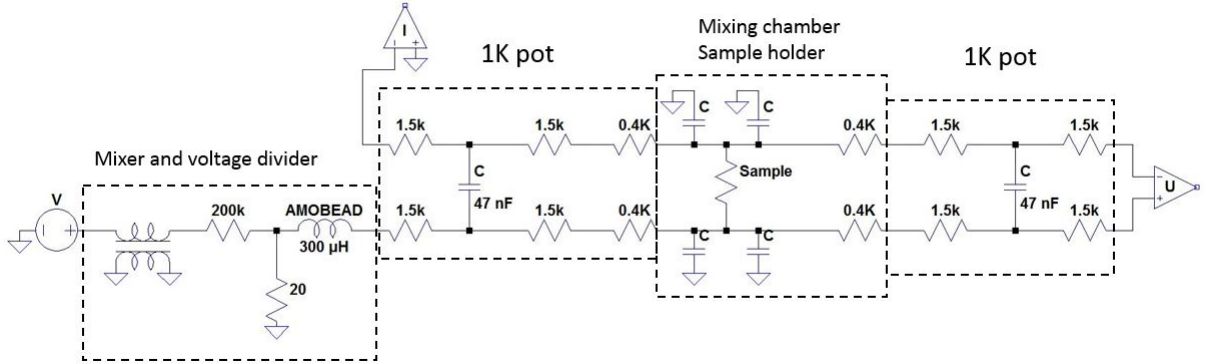 Mixing chamber
Sample holder
1K pot
1K pot
I
- +
C
C
1.5k
1.5k
0.4K
0.4K
1.5k
1.5k
Mixer and voltage divider
C
47 nF
Sample
C
47 nF
-
U
+
V
- +
200k
AMOBEAD
300 μH
1.5k
1.5k
0.4K
C
C
0.4K
1.5k
1.5k
20